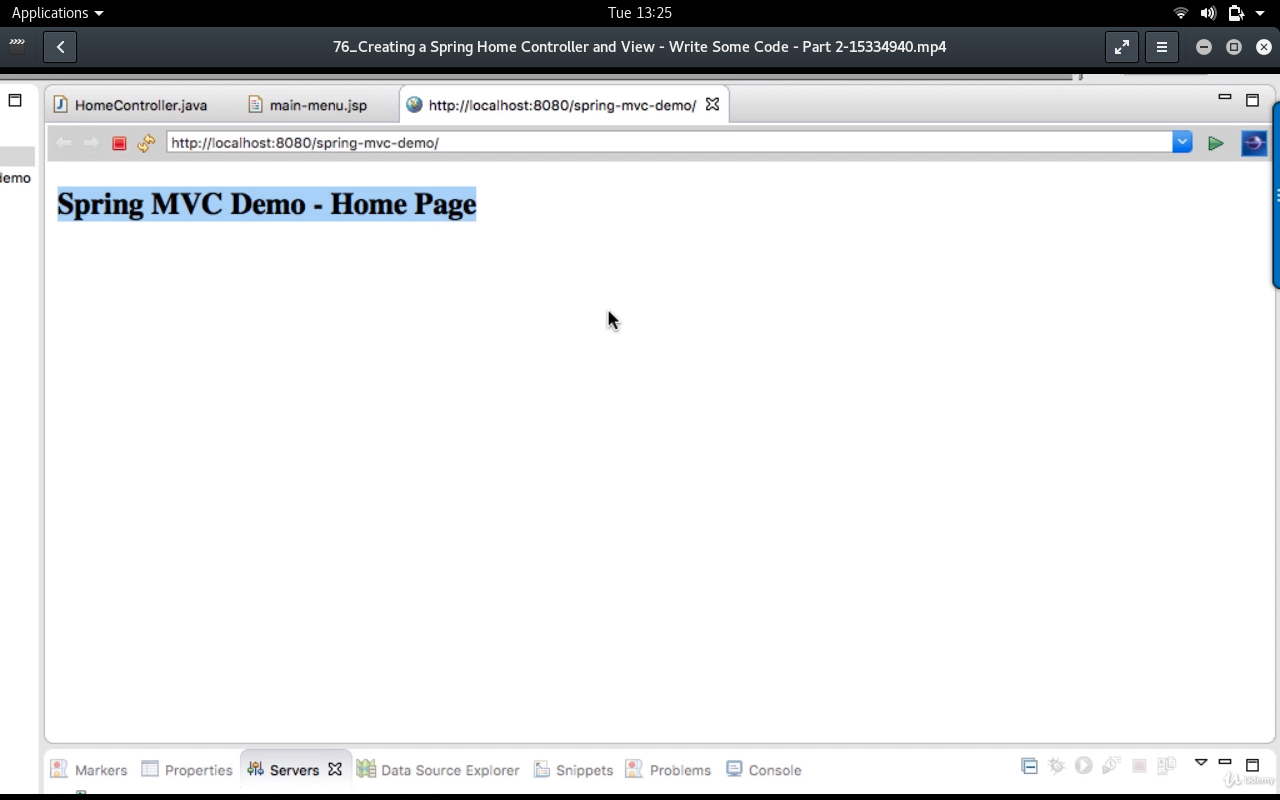 Applications
Tue 13:25
76_Creating a Spring Home Controller and View - Write Some Code - Part 2-15334940.mp4
HomeController.java
main-menu.jsp
http://localhost:8080/spring-mvc-demo/
http://localhost:8080/spring-mvc-demo/
demo
Spring MVC Demo - Home Page
Markers
Properties
Servers
Data Source Explorer
Snippets
Problems
Console
Udemy